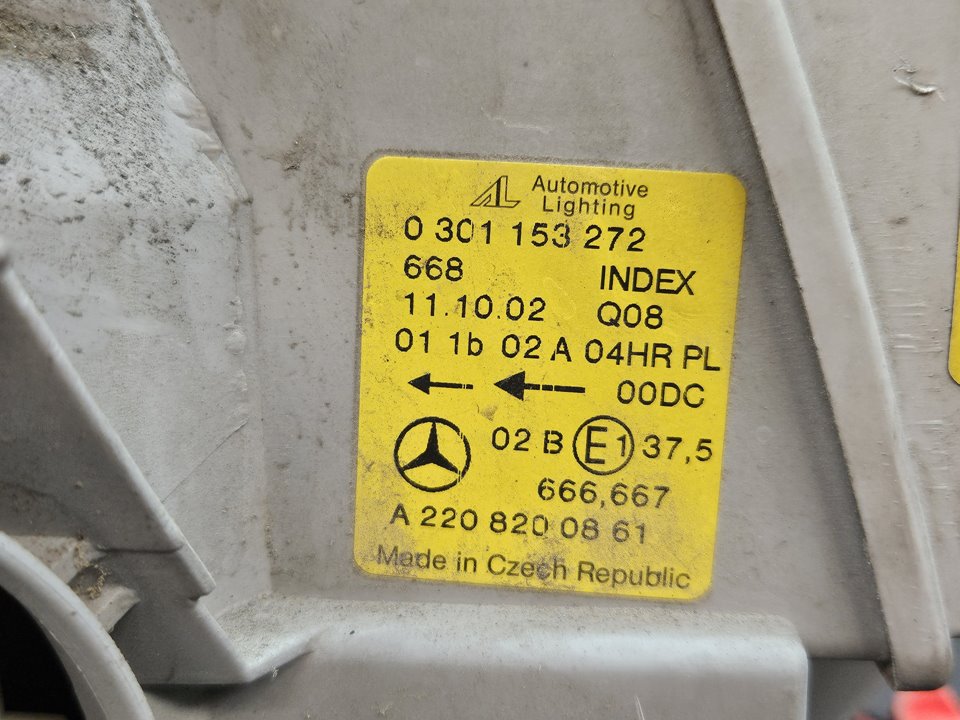 AL Automotive
Lighting
0 301 153 272
668 INDEX
11.10.02 Q08
01 1b 02 A 04HR PL
00DC
02 B E1 37,5
666,667
A 220 820 08 61
Made in Czech Republic